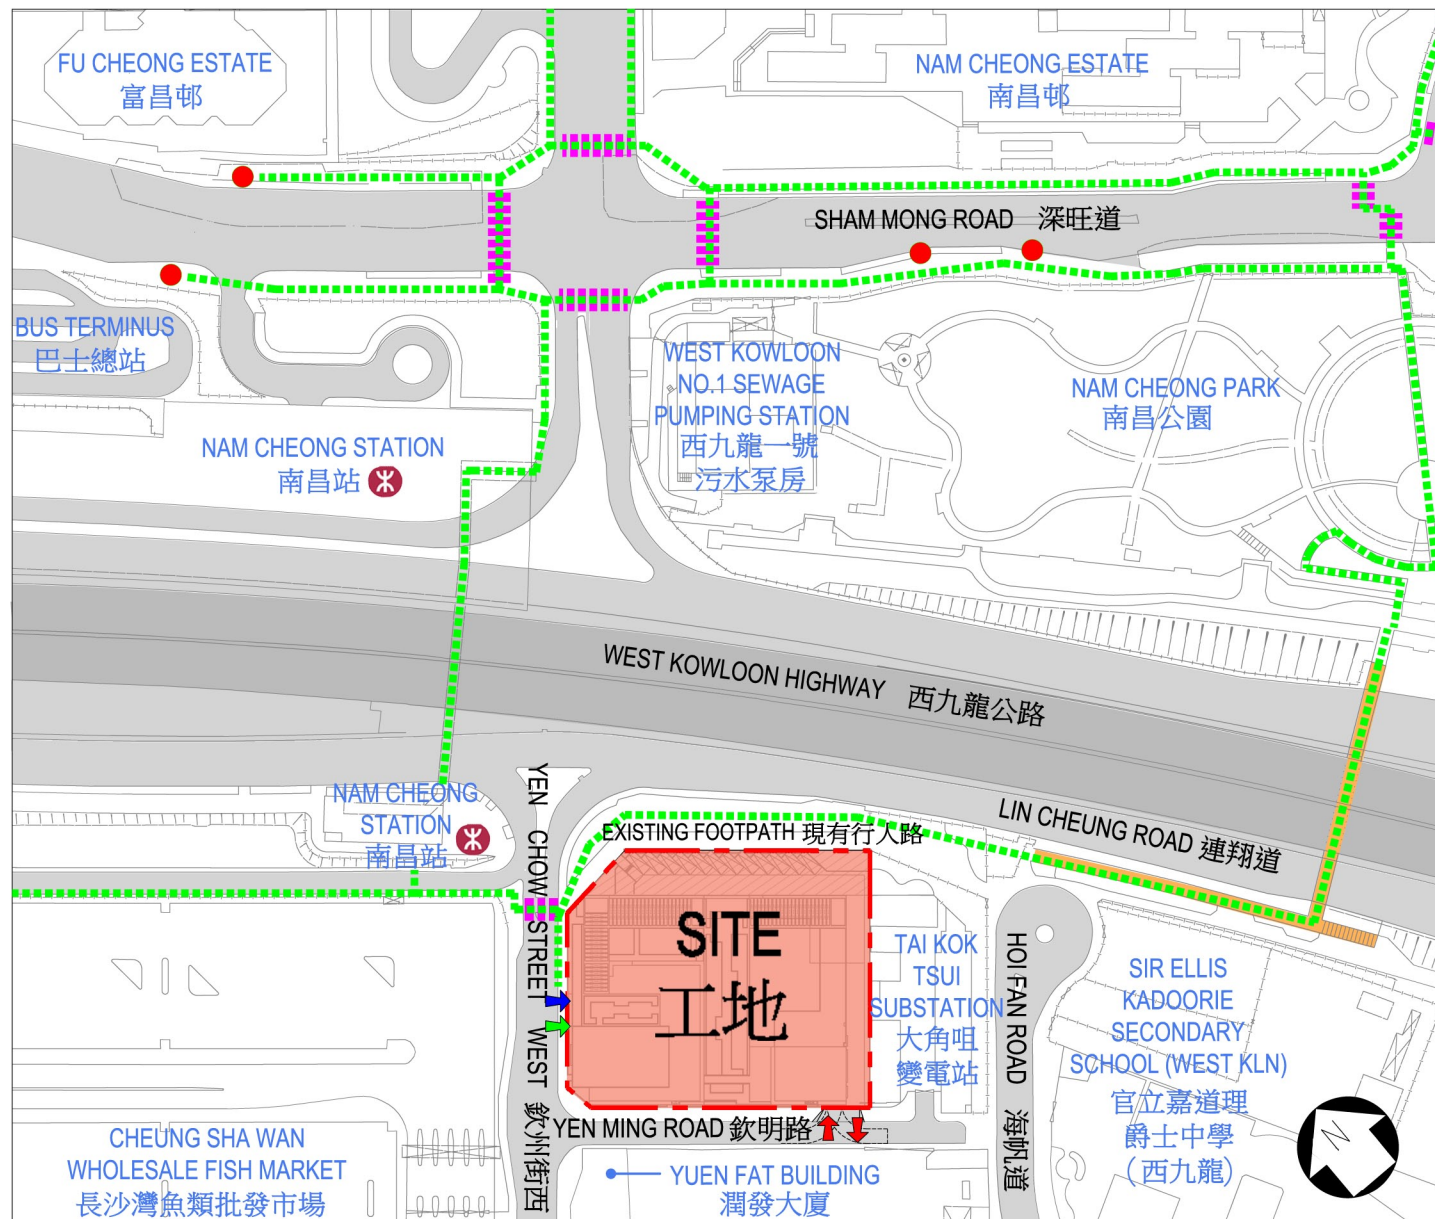 FU CHEONG ESTATE
富昌邨
NAM CHEONG ESTATE
南昌邨
SHAM MONG ROAD 深旺道
BUS TERMINUS
巴士總站
WEST KOWLOON
NO.1 SEWAGE
PUMPING STATION
西九龍一號
污水泵房
NAM CHEONG PARK
南昌公園
NAM CHEONG STATION
南昌站
WEST KOWLOON HIGHWAY 西九龍公路
NAM CHEONG
STATION
南昌站
YEN CHOW STREET WEST 欽州街西
EXISTING FOOTPATH 現有行人路
LIN CHEUNG ROAD 連翔道
SITE
工地
TAI KOK
TSUI
SUBSTATION
大角咀
變電站
HOI FAN ROAD 海帆道
SIR ELLIS
KADOORIE
SECONDARY
SCHOOL (WEST KLN)
官立嘉道理
爵士中學
(西九龍)
YEN MING ROAD 欽明路
CHEUNG SHA WAN
WHOLESALE FISH MARKET
長沙灣魚類批發市場
YUEN FAT BUILDING
潤發大廈
N